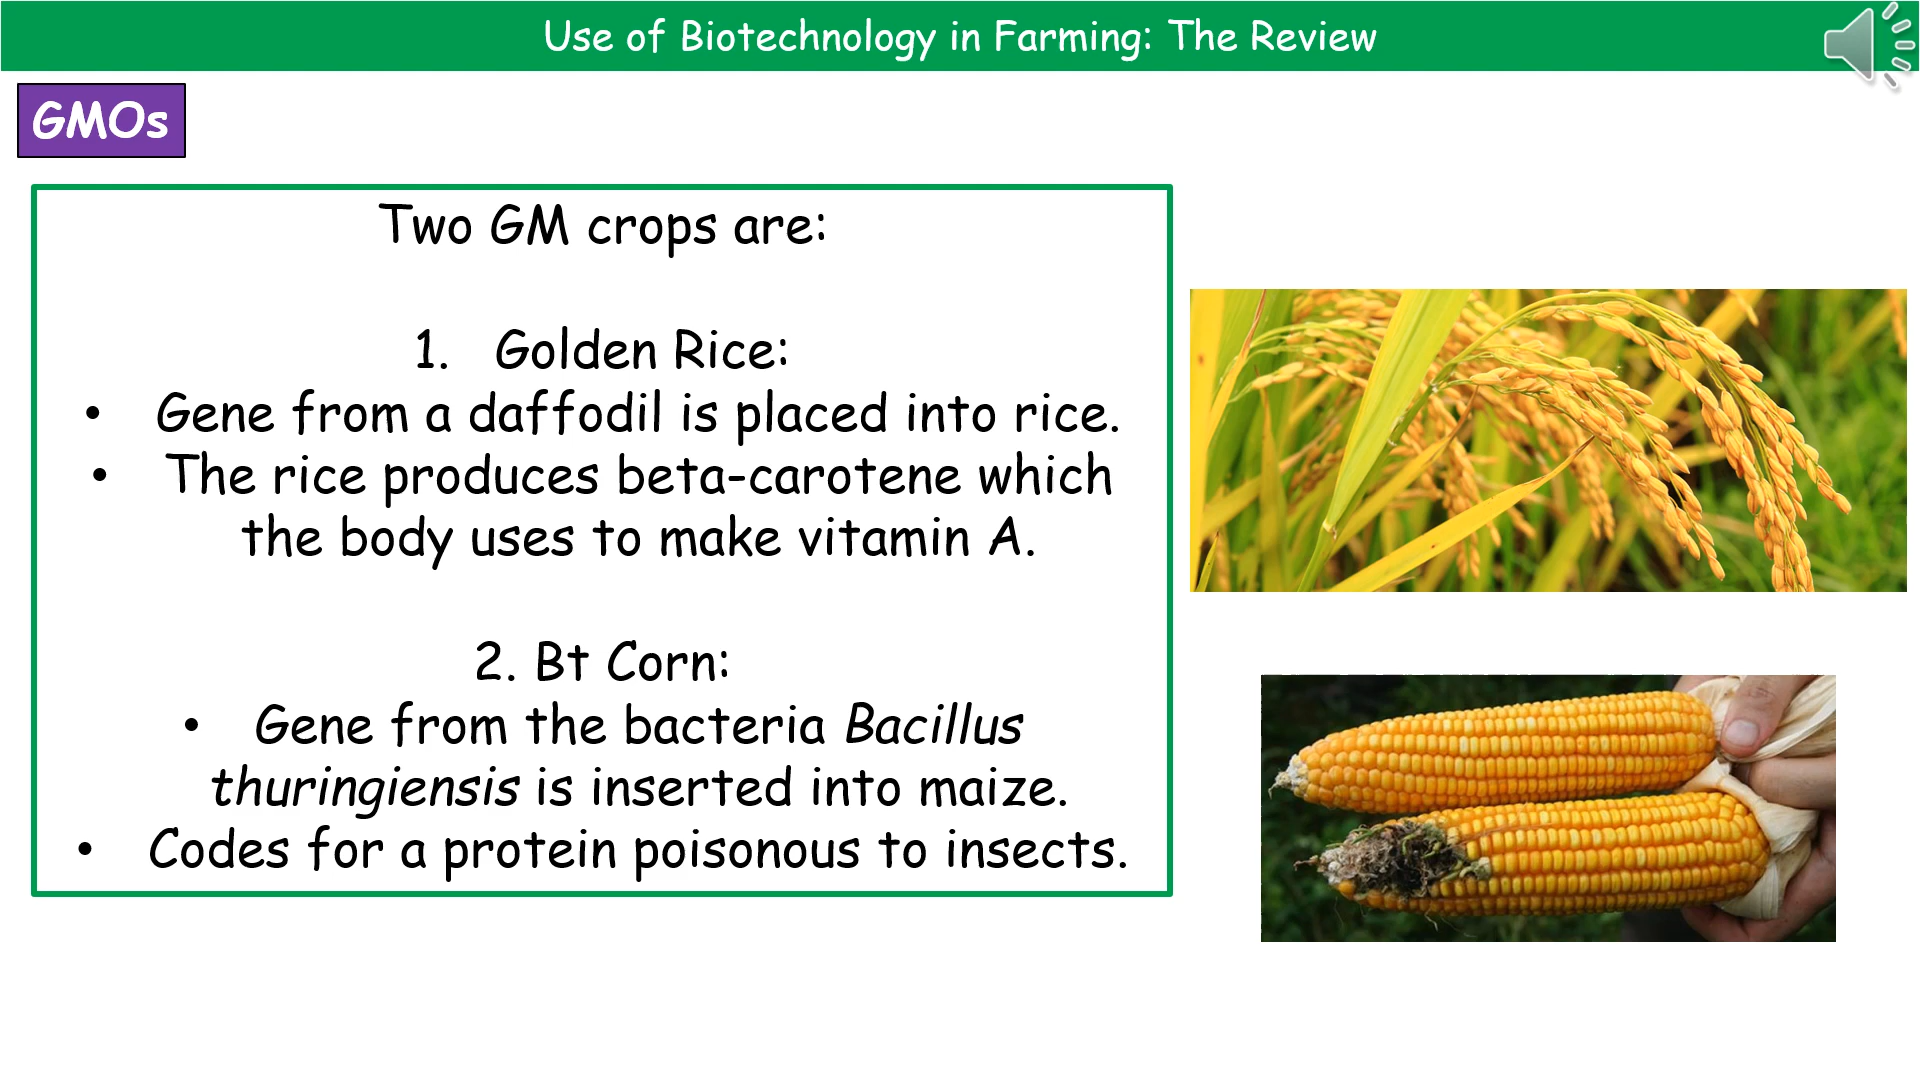 Use of Biotechnology in Farming: The Review
GMOs
Two GM crops are:
1. Golden Rice:
• Gene from a daffodil is placed into rice.
• The rice produces beta-carotene which
the body uses to make vitamin A.
2. Bt Corn:
• Gene from the bacteria Bacillus
thuringiensis is inserted into maize.
• Codes for a protein poisonous to insects.